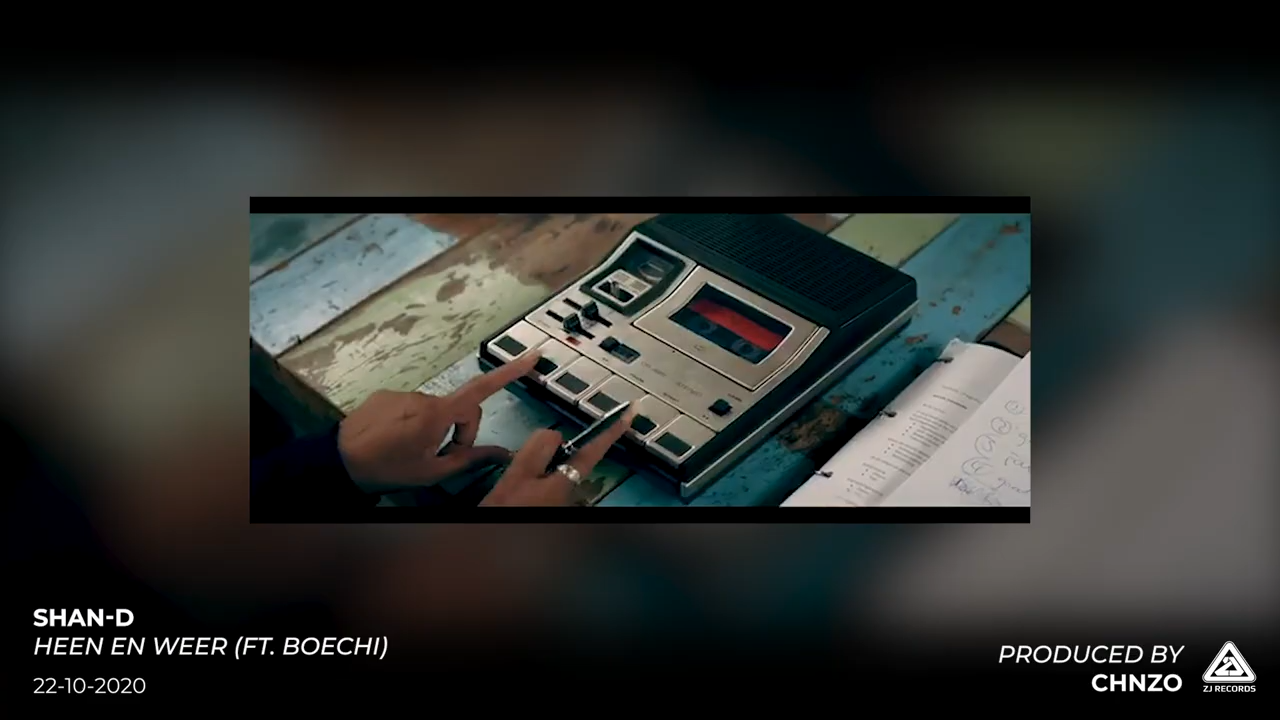 SHAN-D
HEEN EN WEER (FT. BOECHI)
22-10-2020
PRODUCED BY
CHNZO
ZJ RECORDS